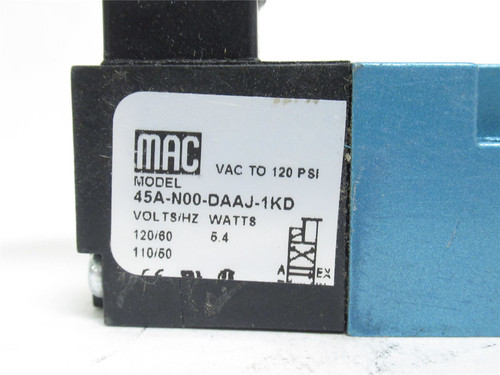 MAC
VAC TO 120 PSI
MODEL
45A-N00-DAAJ-1KD
VOLTS/HZ WATTS
120/60 5.4
110/50
A EX